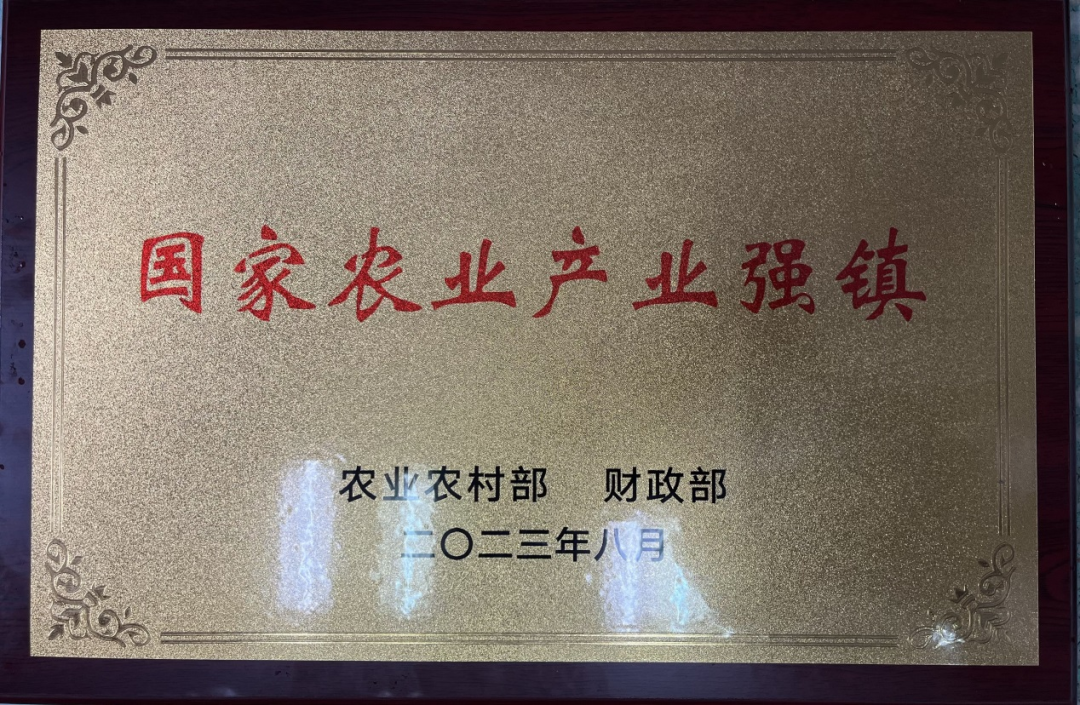 国家农业产业强镇
农业农村部 财政部
二〇二三年八月